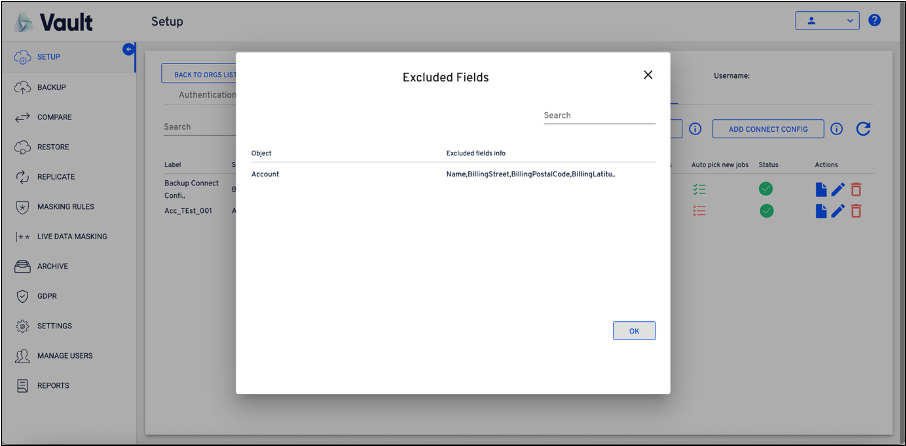 Vault
Setup
SETUP
BACKUP
COMPARE
RESTORE
REPLICATE
MASKING RULES
LIVE DATA MASKING
ARCHIVE
GDPR
SETTINGS
MANAGE USERS
REPORTS
BACK TO ORGS LIST
Username:
Authentication
Search
ADD CONNECT CONFIG
Label
Auto pick new jobs
Status
Actions
Backup Connect
Confi..
Acc_TEst_001
Excluded Fields
Search
Object Excluded fields info
Account Name,BillingStreet,BillingPostalCode,BillingLatitu..
OK